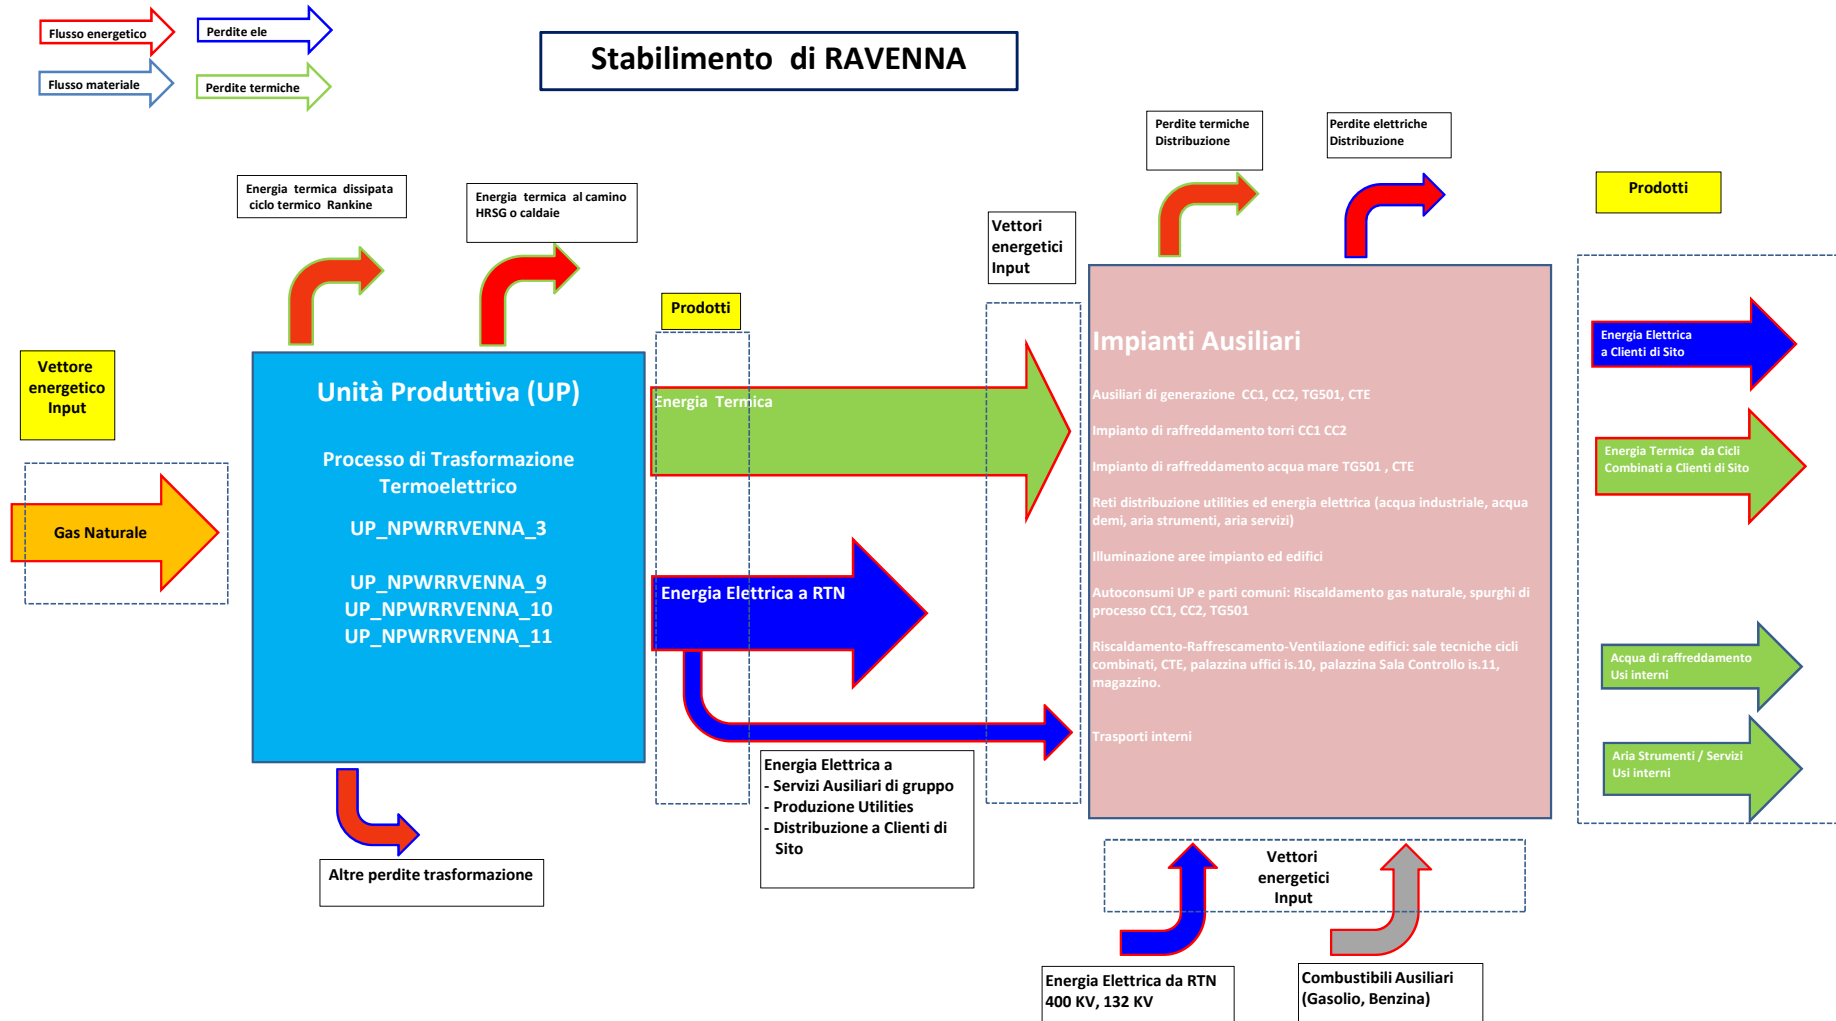 Flusso energetico
Perdite ele
Flusso materiale
Perdite termiche
Stabilimento di RAVENNA
Energia termica dissipata
ciclo termico Rankine
Energia termica al camino
HRSG o caldaie
Perdite termiche
Distribuzione
Perdite elettriche
Distribuzione
Prodotti
Vettori
energetici
Input
Prodotti
Vettore
energetico
Input
Gas Naturale
Unità Produttiva (UP)
Processo di Trasformazione
Termoelettrico
UP_NPWRRVENNA_3
UP_NPWRRVENNA_9
UP_NPWRRVENNA_10
UP_NPWRRVENNA_11
Energia Termica
Energia Elettrica a RTN
Energia Elettrica a
- Servizi Ausiliari di gruppo
- Produzione Utilities
- Distribuzione a Clienti di
Sito
Altre perdite trasformazione
Impianti Ausiliari
Ausiliari di generazione CC1, CC2, TG501, CTE
Impianto di raffreddamento torri CC1 CC2
Impianto di raffreddamento acqua mare TG501 , CTE
Reti distribuzione utilities ed energia elettrica (acqua industriale, acqua
demi, aria strumenti, aria servizi)
Illuminazione aree impianto ed edifici
Autoconsumi UP e parti comuni: Riscaldamento gas naturale, spurghi di
processo CC1, CC2, TG501
Riscaldamento-Raffrescamento-Ventilazione edifici: sale tecniche cicli
combinati, CTE, palazzina uffici is.10, palazzina Sala Controllo is.11,
magazzino.
Trasporti interni
Energia Elettrica
a Clienti di Sito
Energia Termica da Cicli
Combinati a Clienti di Sito
Acqua di raffreddamento
Usi interni
Aria Strumenti / Servizi
Usi interni
Vettori
energetici
Input
Energia Elettrica da RTN
400 KV, 132 KV
Combustibili Ausiliari
(Gasolio, Benzina)